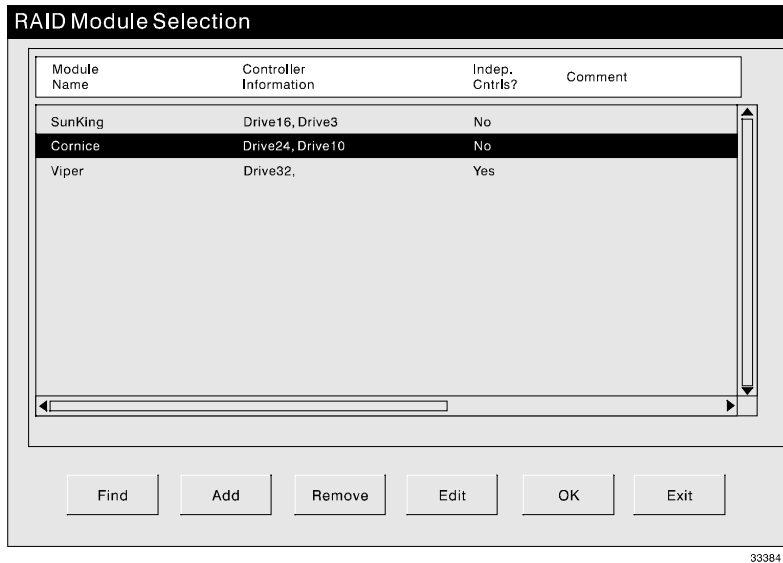 RAID Module Selection
Module Name
Controller Information
Indep. Cntrls?
Comment
SunKing Drive16, Drive3 No
Cornice Drive24, Drive10 No
Viper Drive32, Yes
Find Add Remove Edit OK Exit
33384